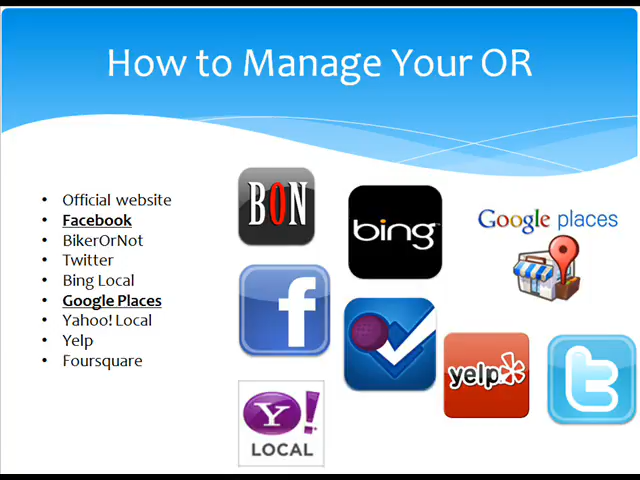 How to Manage Your OR
• Official website
• Facebook
• BikerOrNot
• Twitter
• Bing Local
• Google Places
• Yahoo! Local
• Yelp
• Foursquare
BON
bing™
Google places
f
yelp
t
Y!
LOCAL